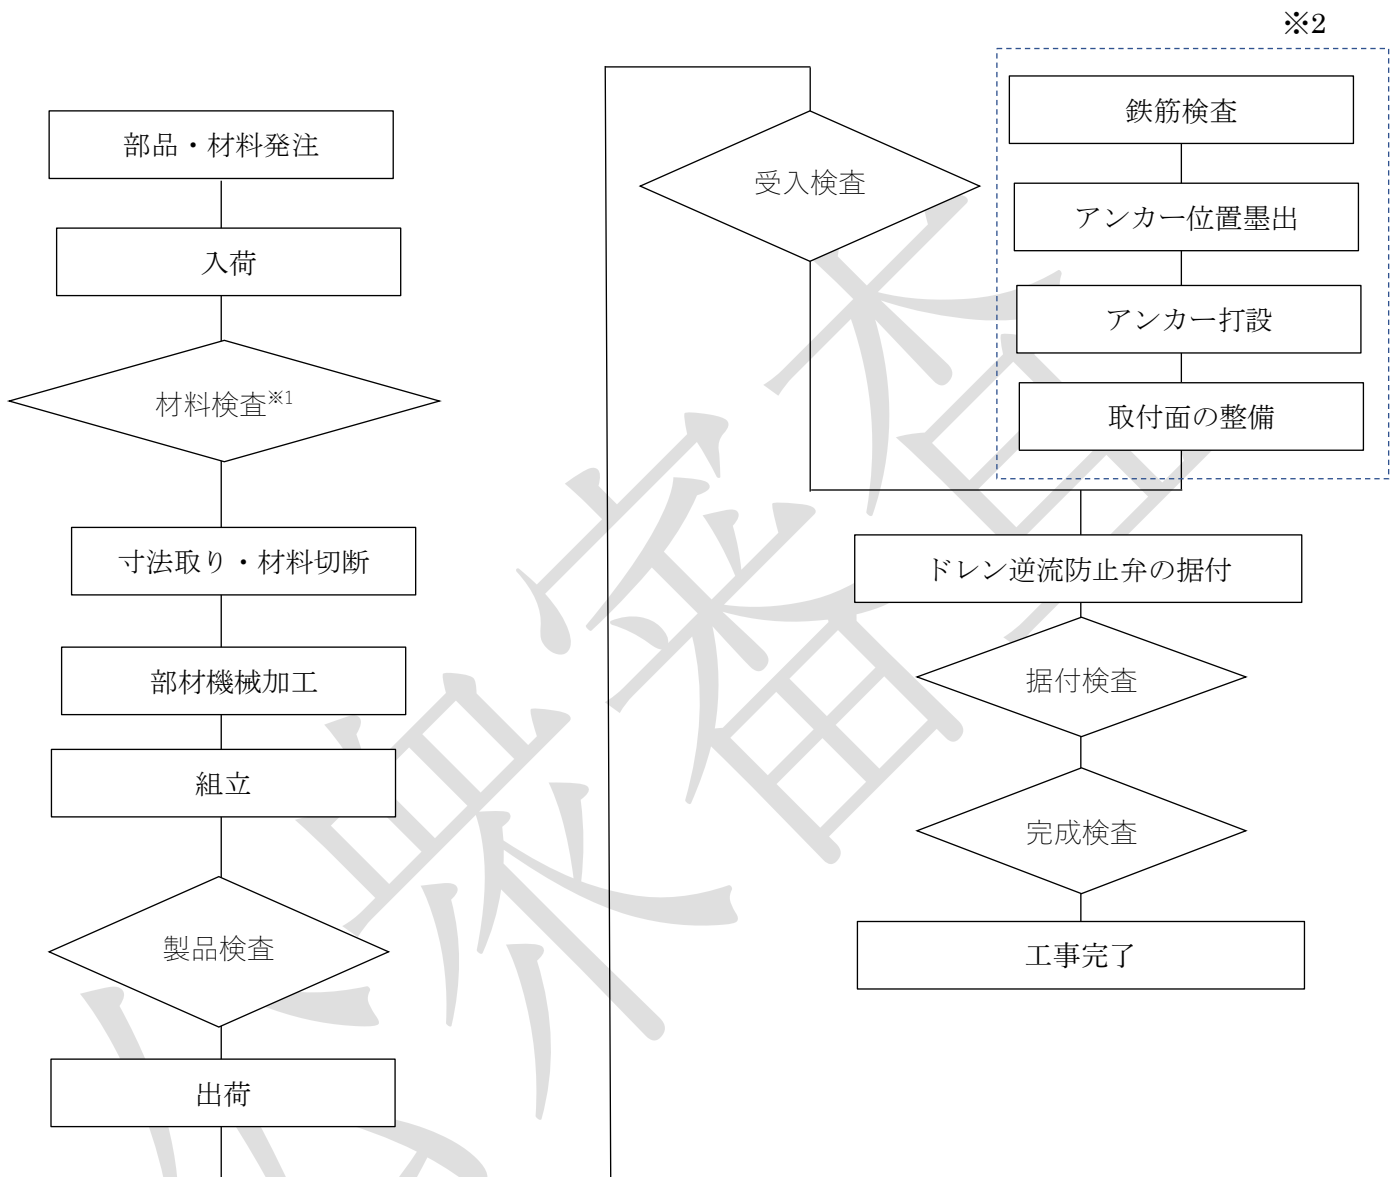 部品・材料発注
入荷
材料検査※1
寸法取り・材料切断
部材機械加工
組立
製品検査
出荷
受入検査
※2
鉄筋検査
アンカー位置墨出
アンカー打設
取付面の整備
ドレン逆流防止弁の据付
据付検査
完成検査
工事完了